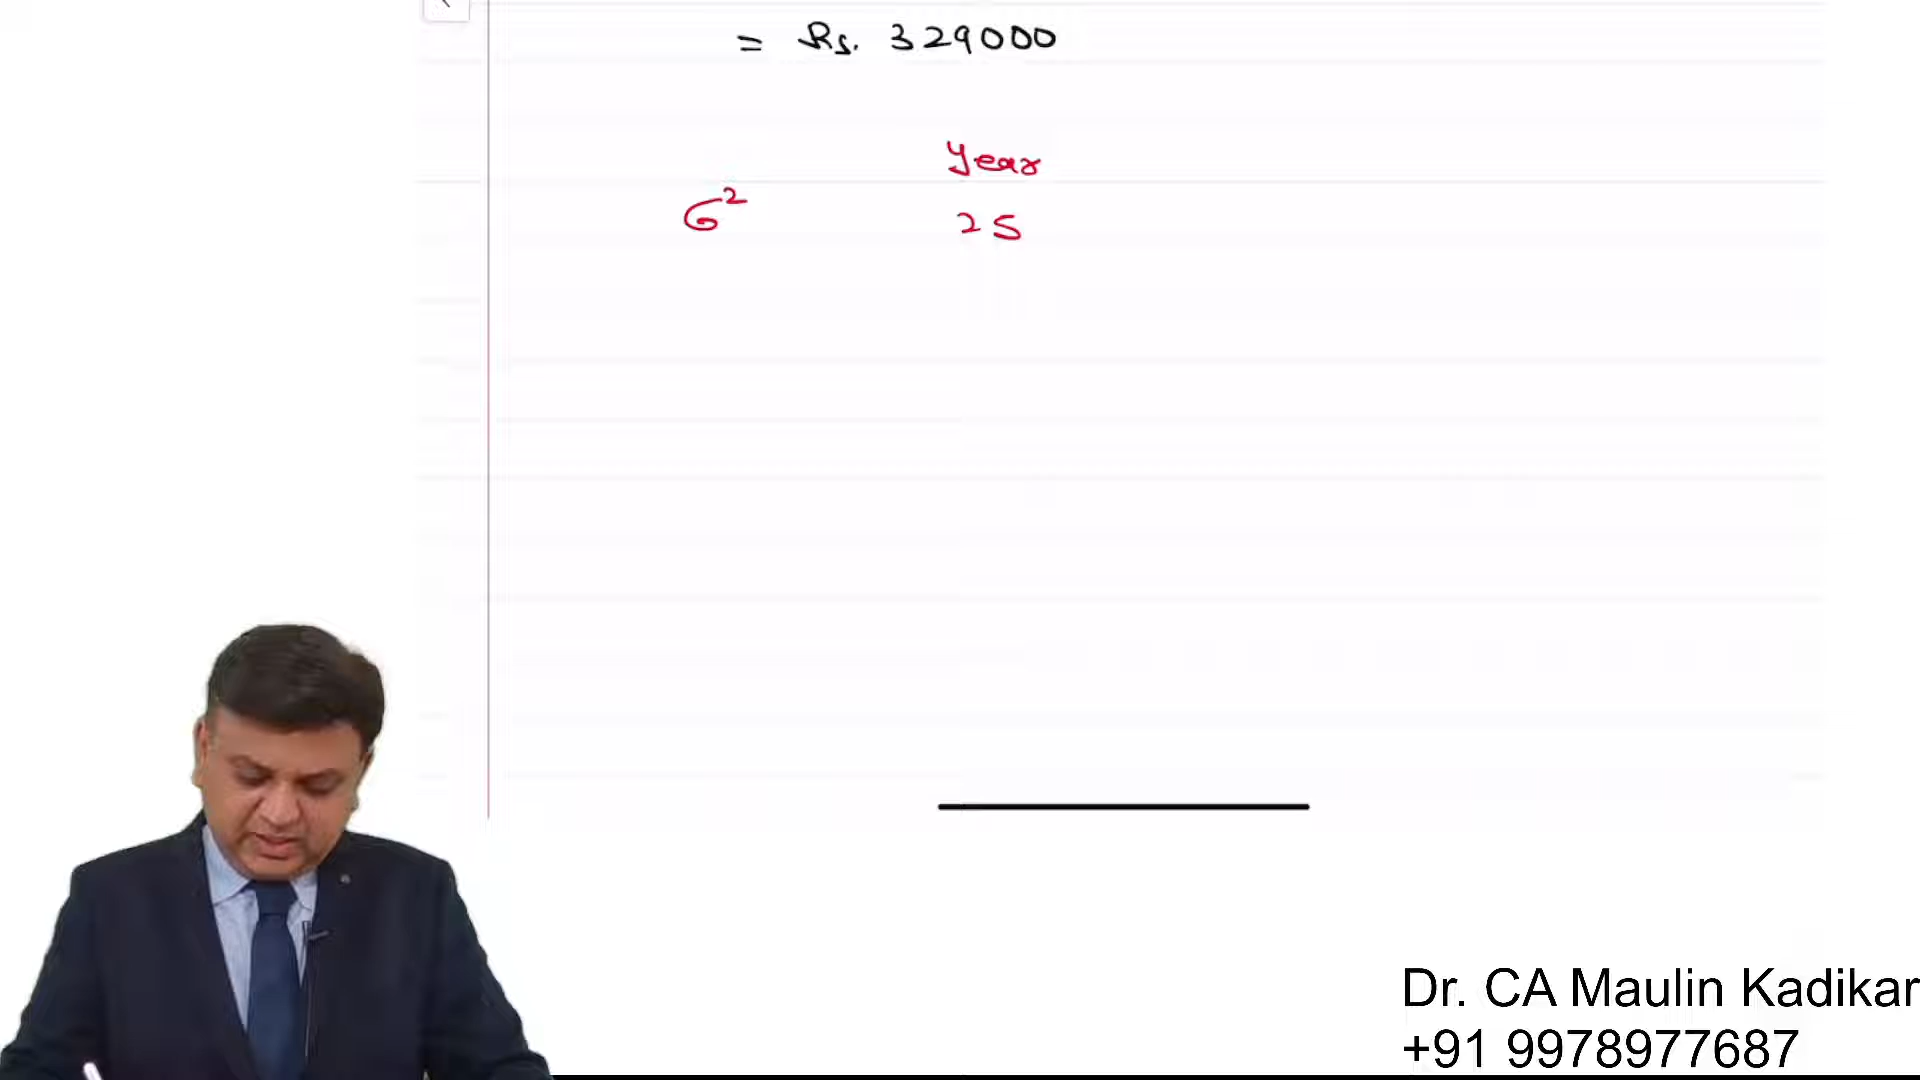 = Rs. 329000
Year
σ² 25
Dr. CA Maulin Kadikar
+91 9978977687